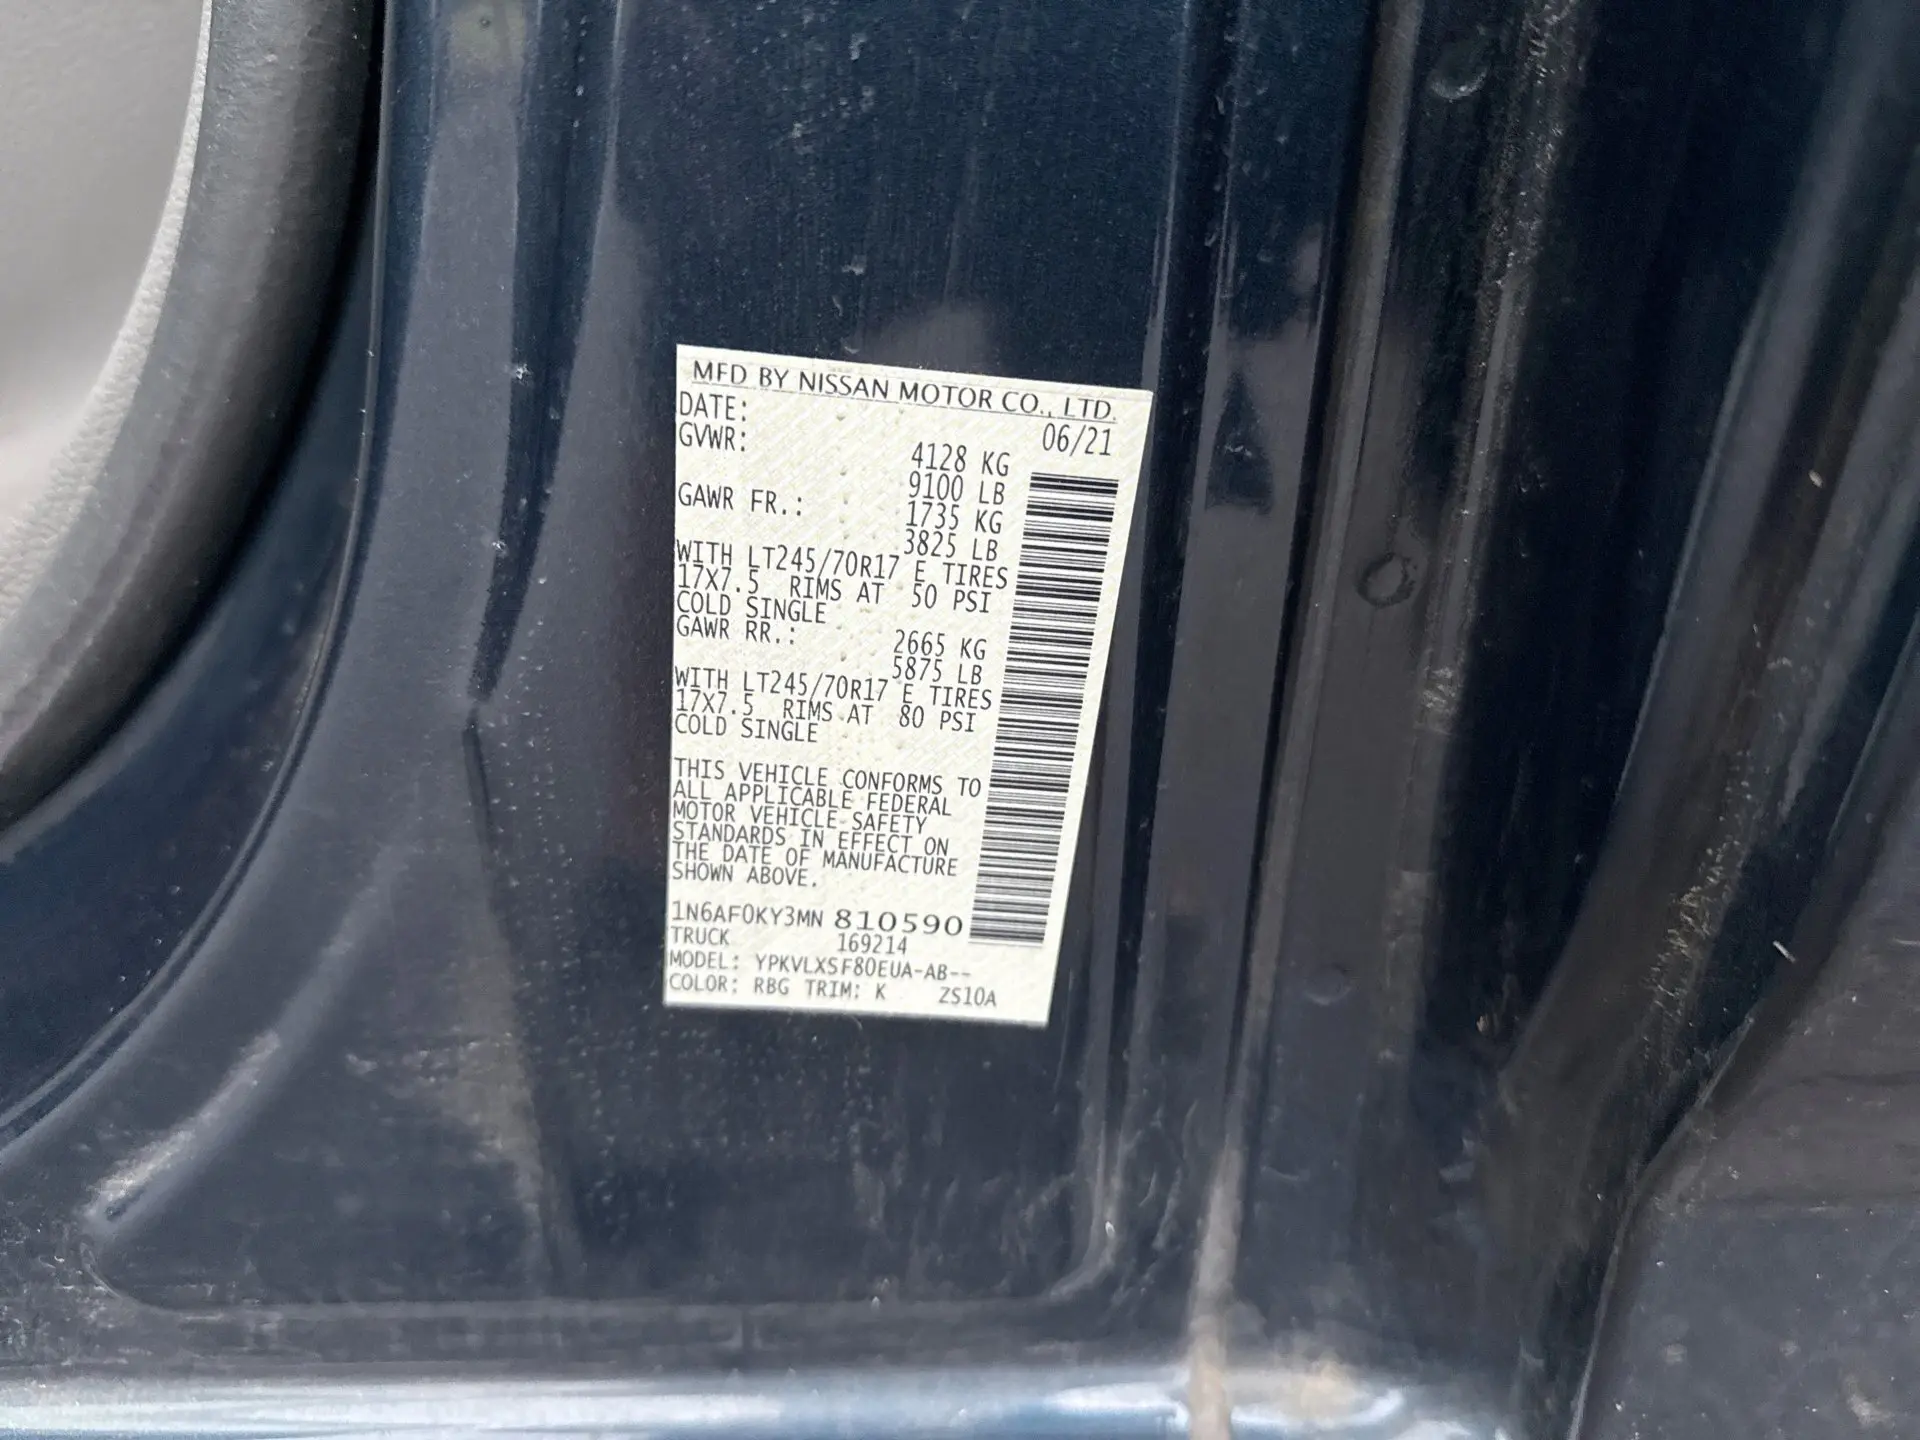 MFD BY NISSAN MOTOR CO., LTD.
DATE: 06/21
GVWR: 4128 KG
9100 LB
GAWR FR.: 1735 KG
3825 LB
WITH LT245/70R17 E TIRES
17X7.5 RIMS AT 50 PSI
COLD SINGLE
GAWR RR.: 2665 KG
5875 LB
WITH LT245/70R17 E TIRES
17X7.5 RIMS AT 80 PSI
COLD SINGLE
THIS VEHICLE CONFORMS TO
ALL APPLICABLE FEDERAL
MOTOR VEHICLE SAFETY
STANDARDS IN EFFECT ON
THE DATE OF MANUFACTURE
SHOWN ABOVE.
1N6AF0KY3MN 810590
TRUCK 169214
MODEL: YPKVLXSF80EUA-AB--
COLOR: RBG TRIM: K ZS10A